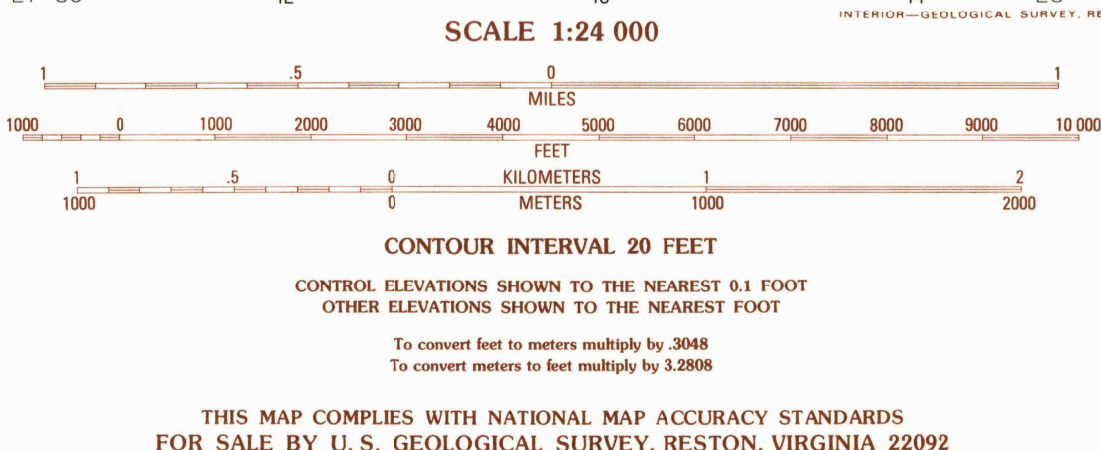 INTERIOR—GEOLOGICAL SURVEY,
SCALE 1:24 000
1 .5 0 1
MILES
1000 0 1000 2000 3000 4000 5000 6000 7000 8000 9000 10 000
FEET
1 .5 0 KILOMETERS 1 2
1000 0 METERS 1000 2000
CONTOUR INTERVAL 20 FEET
CONTROL ELEVATIONS SHOWN TO THE NEAREST 0.1 FOOT
OTHER ELEVATIONS SHOWN TO THE NEAREST FOOT
To convert feet to meters multiply by .3048
To convert meters to feet multiply by 3.2808
THIS MAP COMPLIES WITH NATIONAL MAP ACCURACY STANDARDS
FOR SALE BY U. S. GEOLOGICAL SURVEY, RESTON, VIRGINIA 22092